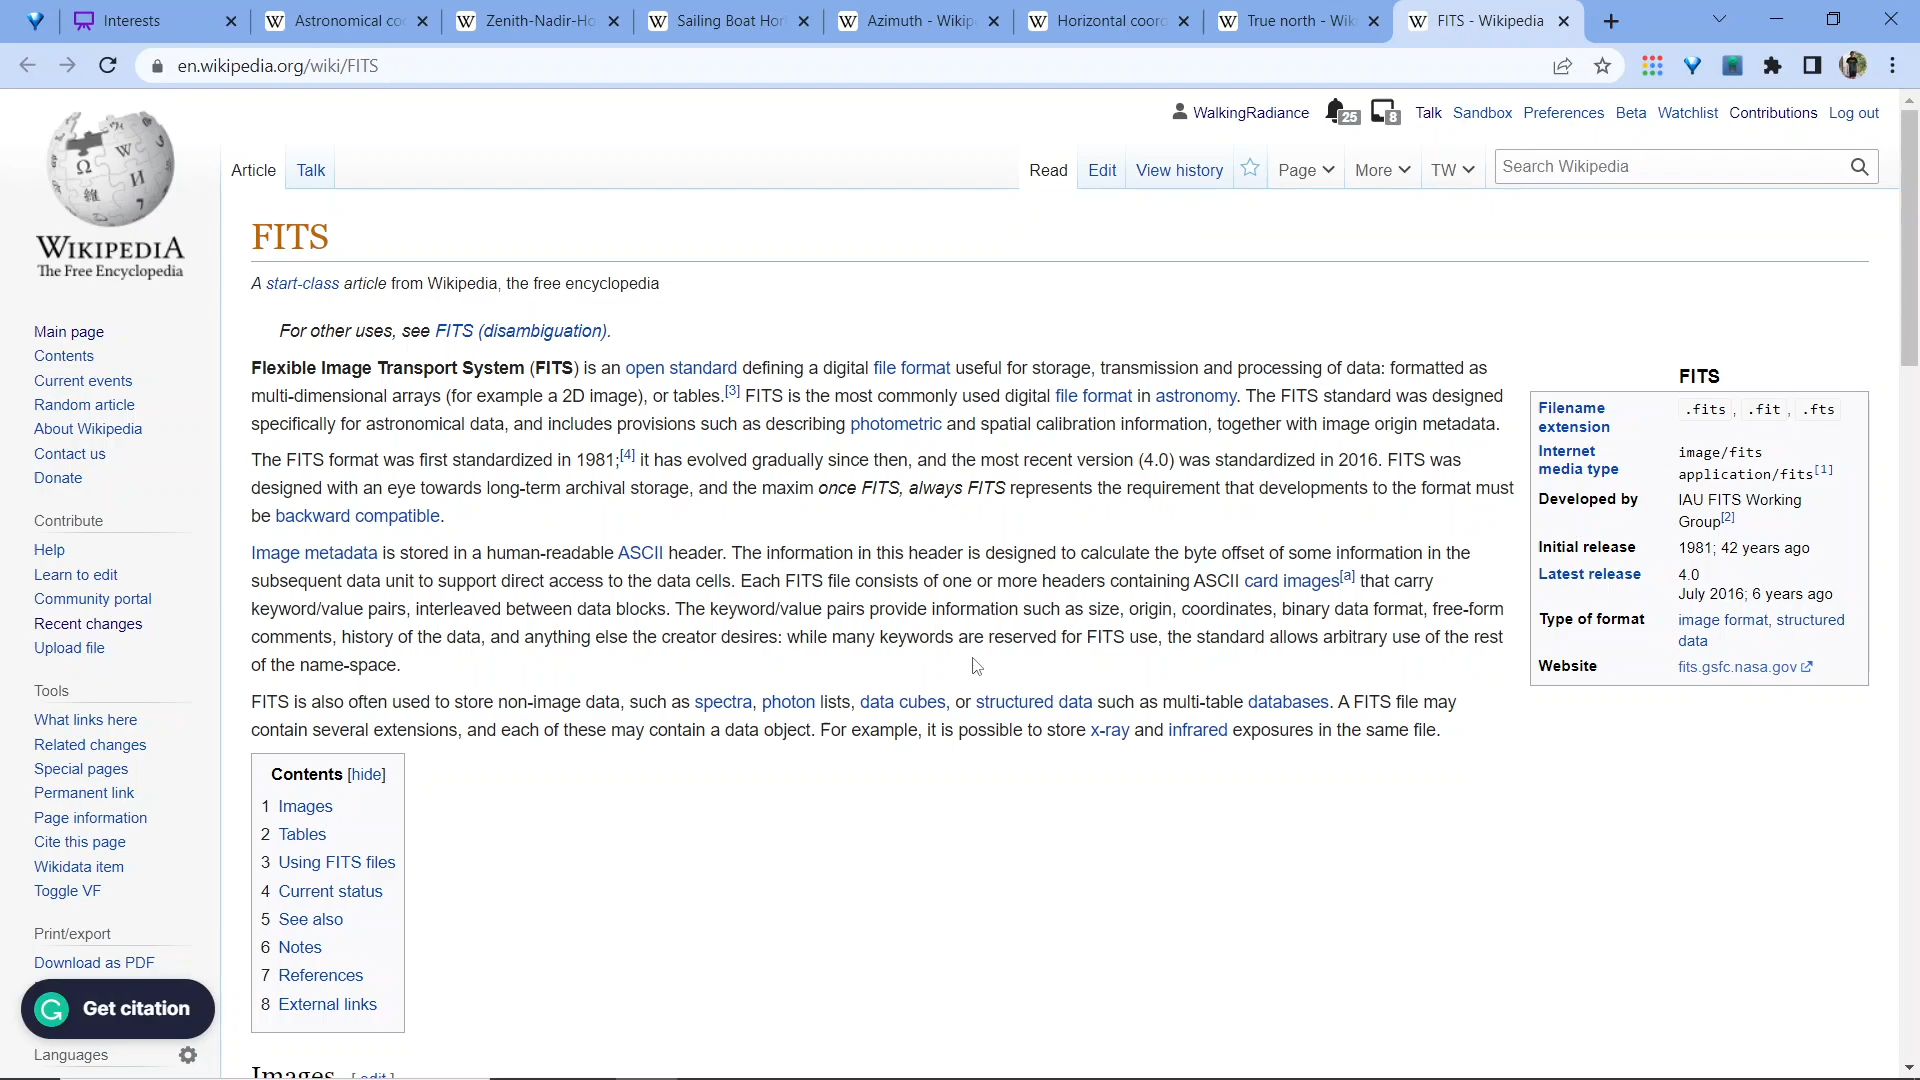 Interests
Astronomical co
Zenith-Nadir-Ho
Sailing Boat Hor
Azimuth - Wikip
Horizontal coord
True north - Wik
FITS - Wikipedia
en.wikipedia.org/wiki/FITS
WalkingRadiance 25 8 Talk Sandbox Preferences Beta Watchlist Contributions Log out
WIKIPEDIA
The Free Encyclopedia
Article Talk Read Edit View history Page More TW Search Wikipedia
Main page
Contents
Current events
Random article
About Wikipedia
Contact us
Donate
Contribute
Help
Learn to edit
Community portal
Recent changes
Upload file
Tools
What links here
Related changes
Special pages
Permanent link
Page information
Cite this page
Wikidata item
Toggle VF
Print/export
Download as PDF
Get citation
Languages
FITS
A start-class article from Wikipedia, the free encyclopedia
For other uses, see FITS (disambiguation).
Flexible Image Transport System (FITS) is an open standard defining a digital file format useful for storage, transmission and processing of data: formatted as
multi-dimensional arrays (for example a 2D image), or tables.[3] FITS is the most commonly used digital file format in astronomy. The FITS standard was designed
specifically for astronomical data, and includes provisions such as describing photometric and spatial calibration information, together with image origin metadata.
The FITS format was first standardized in 1981;[4] it has evolved gradually since then, and the most recent version (4.0) was standardized in 2016. FITS was
designed with an eye towards long-term archival storage, and the maxim once FITS, always FITS represents the requirement that developments to the format must
be backward compatible.
Image metadata is stored in a human-readable ASCII header. The information in this header is designed to calculate the byte offset of some information in the
subsequent data unit to support direct access to the data cells. Each FITS file consists of one or more headers containing ASCII card images[a] that carry
keyword/value pairs, interleaved between data blocks. The keyword/value pairs provide information such as size, origin, coordinates, binary data format, free-form
comments, history of the data, and anything else the creator desires: while many keywords are reserved for FITS use, the standard allows arbitrary use of the rest
of the name-space.
FITS is also often used to store non-image data, such as spectra, photon lists, data cubes, or structured data such as multi-table databases. A FITS file may
contain several extensions, and each of these may contain a data object. For example, it is possible to store x-ray and infrared exposures in the same file.
FITS
Filename extension .fits, .fit, .fts
Internet media type image/fits
application/fits[1]
Developed by IAU FITS Working
Group[2]
Initial release 1981; 42 years ago
Latest release 4.0
July 2016; 6 years ago
Type of format image format, structured
data
Website fits.gsfc.nasa.gov
Contents [hide]
1 Images
2 Tables
3 Using FITS files
4 Current status
5 See also
6 Notes
7 References
8 External links
Images [ edit ]